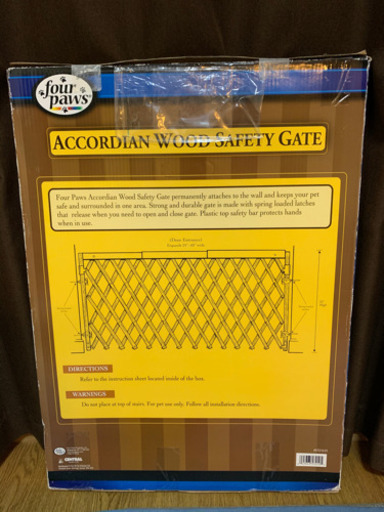 four
paws
ACCORDIAN WOOD SAFETY GATE
Four Paws Accordian Wood Safety Gate permanently attaches to the wall and keeps your pet
safe and surrounded in one area. Strong and durable gate is made with spring loaded latches
that release when you need to open and close gate. Plastic top safety bar protects hands
when in use.
DIRECTIONS
Refer to the instruction sheet located inside of the box.
WARNINGS
Do not place at top of stairs. For pet use only. Follow all installation directions.
CENTRAL